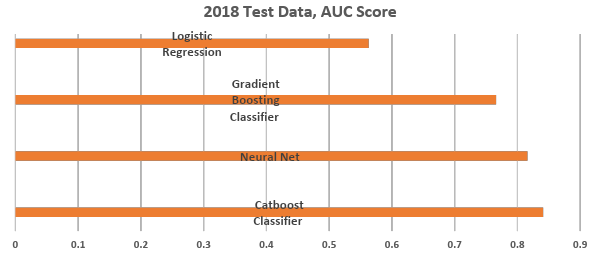 2018 Test Data, AUC Score
Logistic
Regression
Gradient
Boosting
Classifier
Neural Net
Catboost
Classifier
0 0.1 0.2 0.3 0.4 0.5 0.6 0.7 0.8 0.9